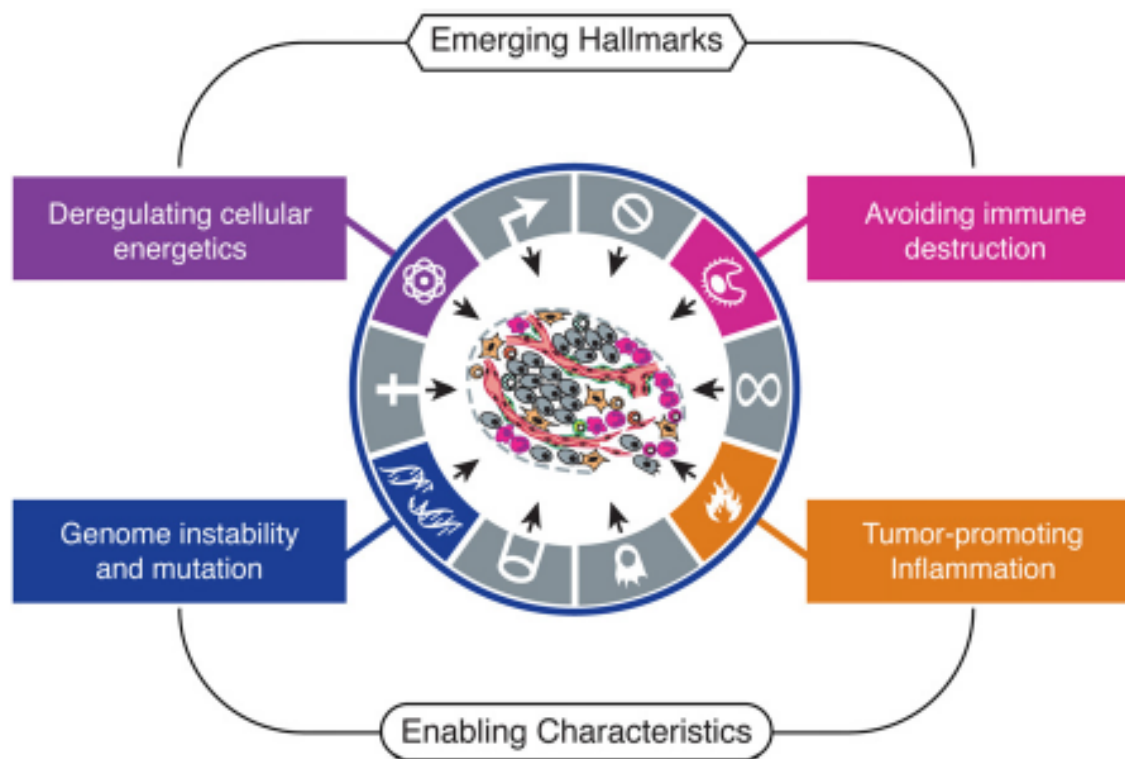 Emerging Hallmarks
Deregulating cellular
energetics
Avoiding immune
destruction
Genome instability
and mutation
Tumor-promoting
Inflammation
Enabling Characteristics